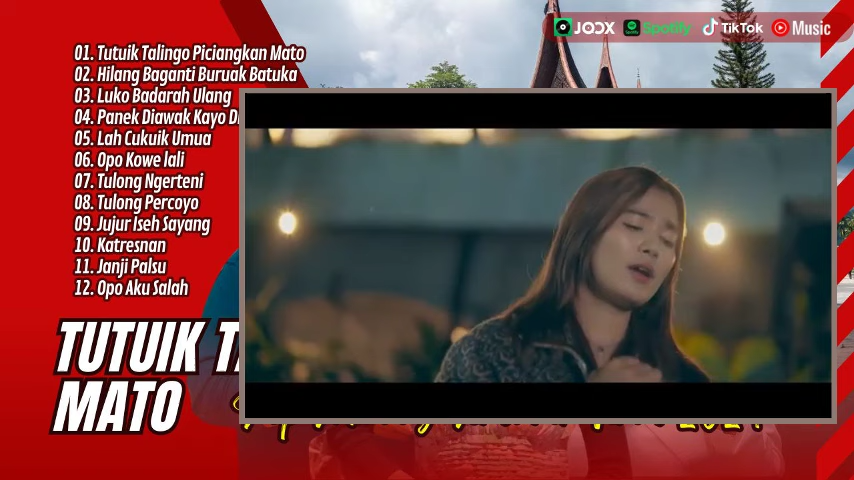 JOOX Spotify TikTok Music
01. Tutuik Talingo Piciangkan Mato
02. Hilang Baganti Buruak Batuka
03. Luko Badarah Ulang
04. Panek Diawak Kayo
05. Lah Cukuik Umua
06. Opo Kowe lali
07. Tulong Ngerteni
08. Tulong Percoyo
09. Jujur Iseh Sayang
10. Katresnan
11. Janji Palsu
12. Opo Aku Salah
TUTUIK
MATO
2021